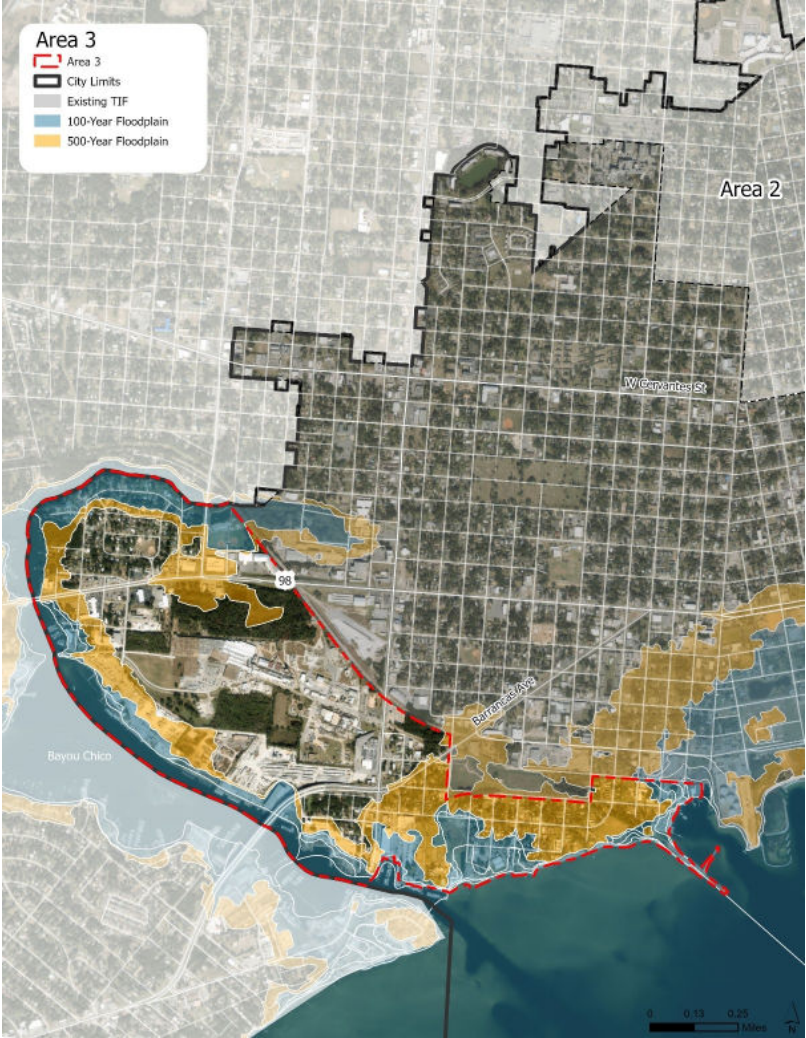 Area 3
Area 3
City Limits
Existing TIF
100-Year Floodplain
500-Year Floodplain
Area 2
W Cervantes St
98
Barrancas Ave
Bayou Chico
0 0.13 0.25
Miles
N